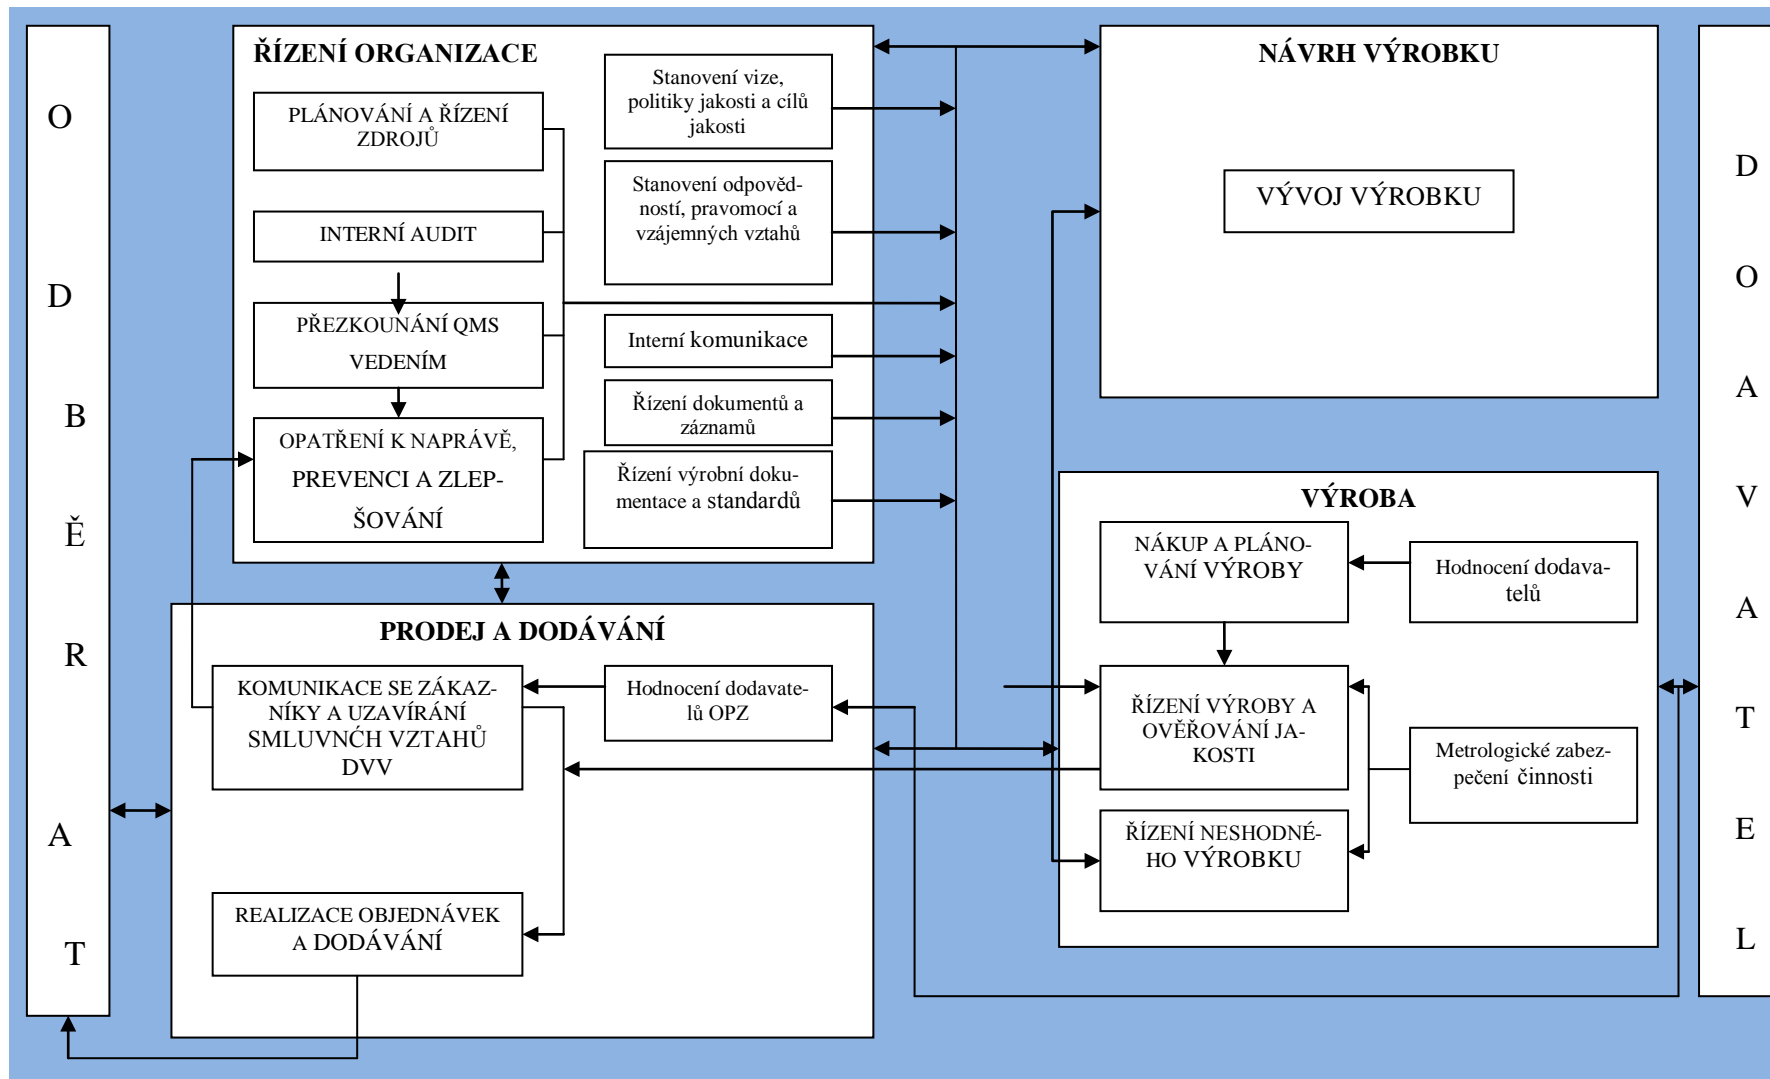 O
D
B
Ě
R
A
T
ŘÍZENÍ ORGANIZACE
PLÁNOVÁNÍ A ŘÍZENÍ
ZDROJŮ
INTERNÍ AUDIT
PŘEZKOUNÁNÍ QMS
VEDENÍM
OPATŘENÍ K NAPRÁVĚ,
PREVENCI A ZLEP-
ŠOVÁNÍ
Stanovení vize,
politiky jakosti a cílů
jakosti
Stanovení odpověd-
ností, pravomocí a
vzájemných vztahů
Interní komunikace
Řízení dokumentů a
záznamů
Řízení výrobní doku-
mentace a standardů
NÁVRH VÝROBKU
VÝVOJ VÝROBKU
PRODEJ A DODÁVÁNÍ
KOMUNIKACE SE ZÁKAZ-
NÍKY A UZAVÍRÁNÍ
SMLUVNĆH VZTAHŮ
DVV
Hodnocení dodavate-
lů OPZ
REALIZACE OBJEDNÁVEK
A DODÁVÁNÍ
VÝROBA
NÁKUP A PLÁNO-
VÁNÍ VÝROBY
Hodnocení dodava-
telů
ŘÍZENÍ VÝROBY A
OVĚŘOVÁNÍ JA-
KOSTI
Metrologické zabez-
pečení činnosti
ŘÍZENÍ NESHODNÉ-
HO VÝROBKU
D
O
A
V
A
T
E
L